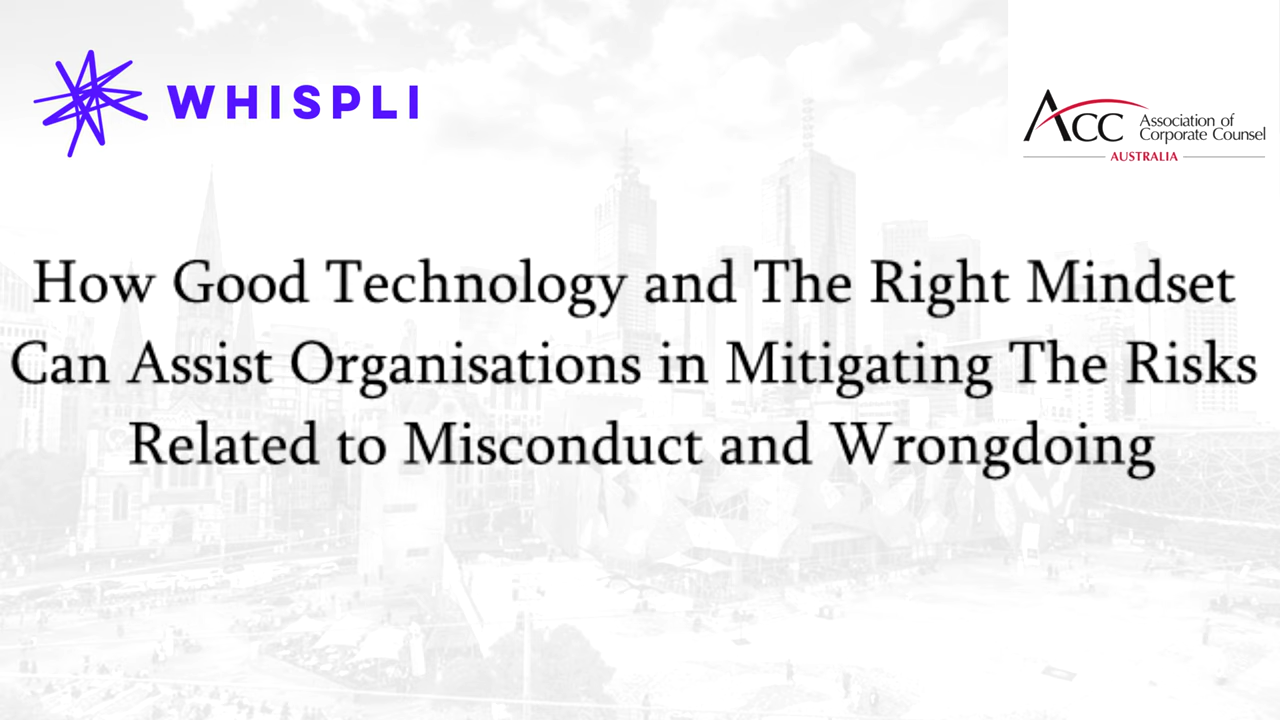 WHISPLI
ACC
Association of
Corporate Counsel
AUSTRALIA
How Good Technology and The Right Mindset
Can Assist Organisations in Mitigating The Risks
Related to Misconduct and Wrongdoing